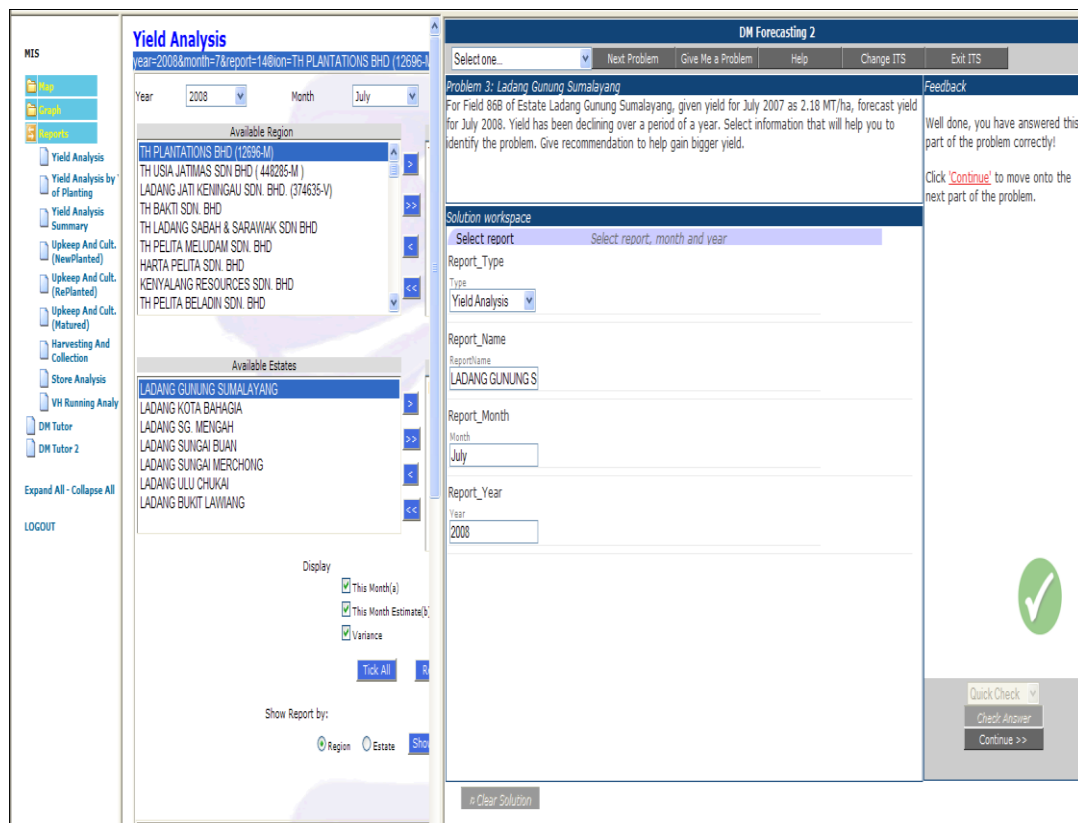 MIS
Map
Graph
Reports
Yield Analysis
Yield Analysis by
of Planting
Yield Analysis
Summary
Upkeep And Cult.
(NewPlanted)
Upkeep And Cult.
(RePlanted)
Upkeep And Cult.
(Matured)
Harvesting And
Collection
Store Analysis
VH Running Analy
DM Tutor
DM Tutor 2
Expand All - Collapse All
LOGOUT
Yield Analysis
year=2008&month=7&report=14®ion=TH PLANTATIONS BHD (12696-M
Year 2008 Month July
Available Region
TH PLANTATIONS BHD (12696-M)
TH USIA JATIMAS SDN BHD ( 448285-M )
LADANG JATI KENINGAU SDN. BHD. (374635-V)
TH BAKTI SDN. BHD
TH LADANG SABAH & SARAWAK SDN BHD
TH PELITA MELUDAM SDN. BHD
HARTA PELITA SDN. BHD
KENYALANG RESOURCES SDN. BHD
TH PELITA BELADIN SDN. BHD
>
>>
<
<<
Available Estates
LADANG GUNUNG SUMALAYANG
LADANG KOTA BAHAGIA
LADANG SG. MENGAH
LADANG SUNGAI BUAN
LADANG SUNGAI MERCHONG
LADANG ULU CHUKAI
LADANG BUKIT LAWIANG
>
>>
<
<<
Display
This Month(a)
This Month Estimate(b)
Variance
Tick All
Show Report by:
Region Estate Show
DM Forecasting 2
Select one... Next Problem Give Me a Problem Help Change ITS Exit ITS
Problem 3: Ladang Gunung Sumalayang
For Field 86B of Estate Ladang Gunung Sumalayang, given yield for July 2007 as 2.18 MT/ha, forecast yield
for July 2008. Yield has been declining over a period of a year. Select information that will help you to
identify the problem. Give recommendation to help gain bigger yield.
Solution workspace
Select report Select report, month and year
Report_Type
Type
Yield Analysis
Report_Name
ReportName
LADANG GUNUNG S
Report_Month
Month
July
Report_Year
Year
2008
¤ Clear Solution
Feedback
Well done, you have answered this
part of the problem correctly!
Click 'Continue' to move onto the
next part of the problem.
Quick Check
Check Answer
Continue >>